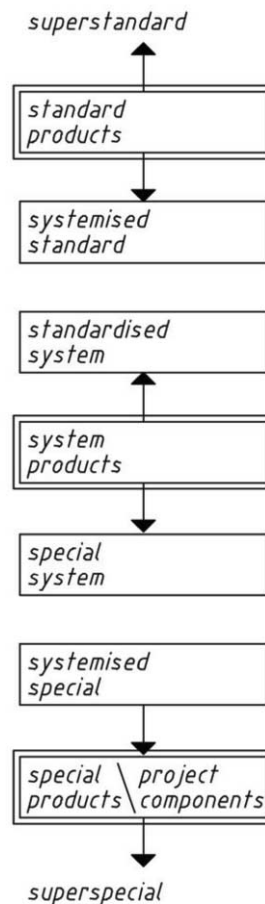 superstandard
standard
products
systemised
standard
standardised
system
system
products
special
system
systemised
special
special \ project
products \ components
superspecial